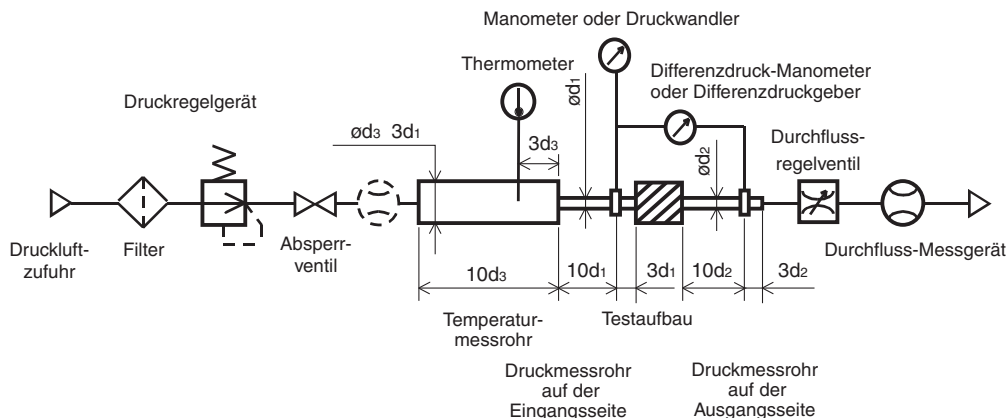 Manometer oder Druckwandler
Thermometer
Differenzdruck-Manometer
oder Differenzdruckgeber
Druckregelgerät
ød1
ød3 3d1
3d3
ød2
Durchfluss-
regelventil
Druckluft-
zufuhr
Filter
Absperr-
ventil
Durchfluss-Messgerät
10d3
10d1
3d1
10d2
3d2
Temperatur-
messrohr
Testaufbau
Druckmessrohr
auf der
Eingangsseite
Druckmessrohr
auf der
Ausgangsseite